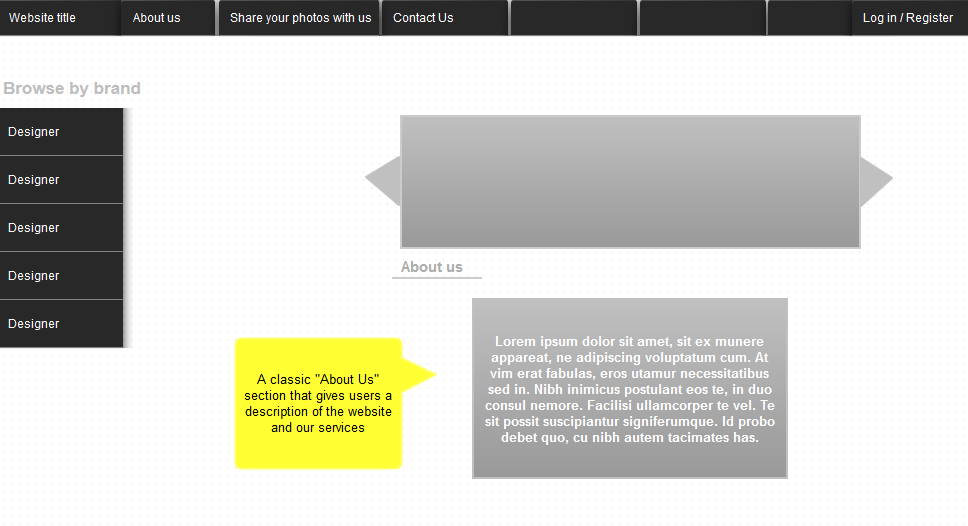 Website title
About us
Share your photos with us
Contact Us
Log in / Register
Browse by brand
Designer
Designer
Designer
Designer
Designer
About us
A classic "About Us"
section that gives users a
description of the website
and our services
Lorem ipsum dolor sit amet, sit ex munere
appareat, ne adipiscing voluptatum cum. At
vim erat fabulas, eros utamur necessitatibus
sed in. Nibh inimicus postulant eos te, in duo
consul nemore. Facilisi ullamcorper te vel. Te
sit possit suscipiantur signiferumque. Id probo
debet quo, cu nibh autem tacimates has.